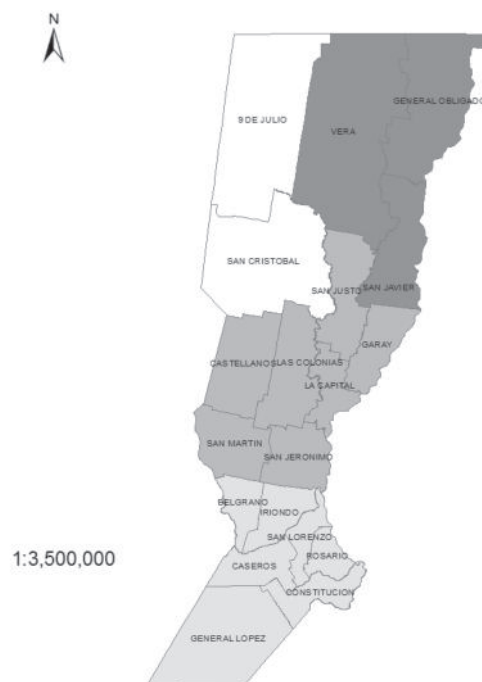 N
GENERAL OBLIGADO
9 DE JULIO
VERA
SAN CRISTOBAL
SAN JUSTO
SAN JAVIER
GARAY
CASTELLANOS
LAS COLONIAS
LA CAPITAL
SAN MARTIN
SAN JERONIMO
BELGRANO
IRIONDO
SAN LORENZO
ROSARIO
1:3,500,000
CASEROS
CONSTITUCION
GENERAL LOPEZ